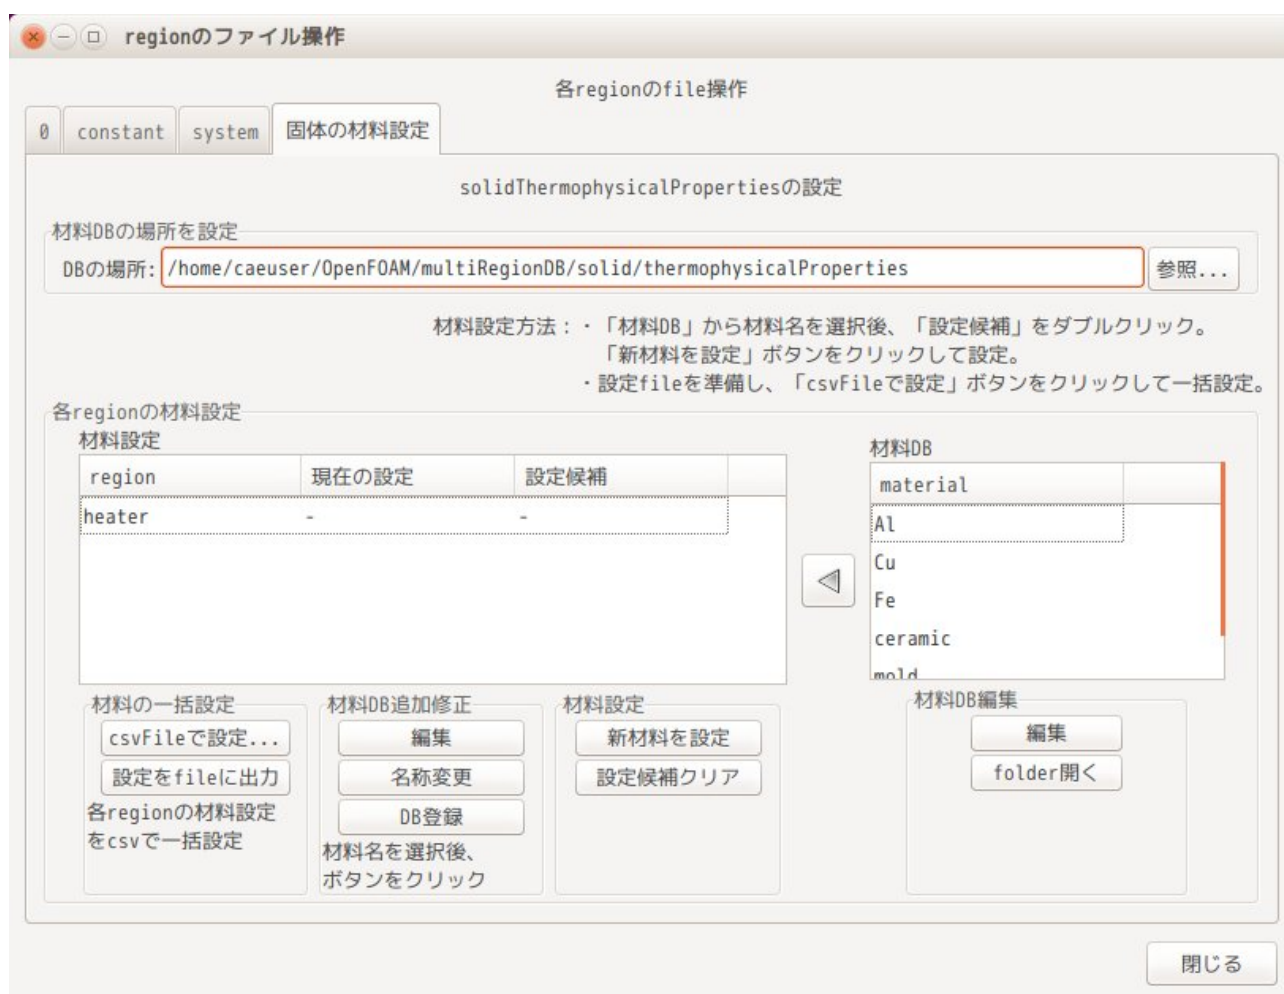 regionのファイル操作
各regionのfile操作
0 constant system 固体の材料設定
solidThermophysicalPropertiesの設定
材料DBの場所を設定
DBの場所: /home/caeuser/OpenFOAM/multiRegionDB/solid/thermophysicalProperties 参照...
材料設定方法：・「材料DB」から材料名を選択後、「設定候補」をダブルクリック。
「新材料を設定」ボタンをクリックして設定。
・設定fileを準備し、「csvFileで設定」ボタンをクリックして一括設定。
各regionの材料設定
材料設定
region 現在の設定 設定候補
heater - -
材料DB
material
Al
Cu
Fe
ceramic
mold
材料の一括設定
csvFileで設定...
設定をfileに出力
各regionの材料設定
をcsvで一括設定
材料DB追加修正
編集
名称変更
DB登録
材料名を選択後、
ボタンをクリック
材料設定
新材料を設定
設定候補クリア
材料DB編集
編集
folder開く
閉じる